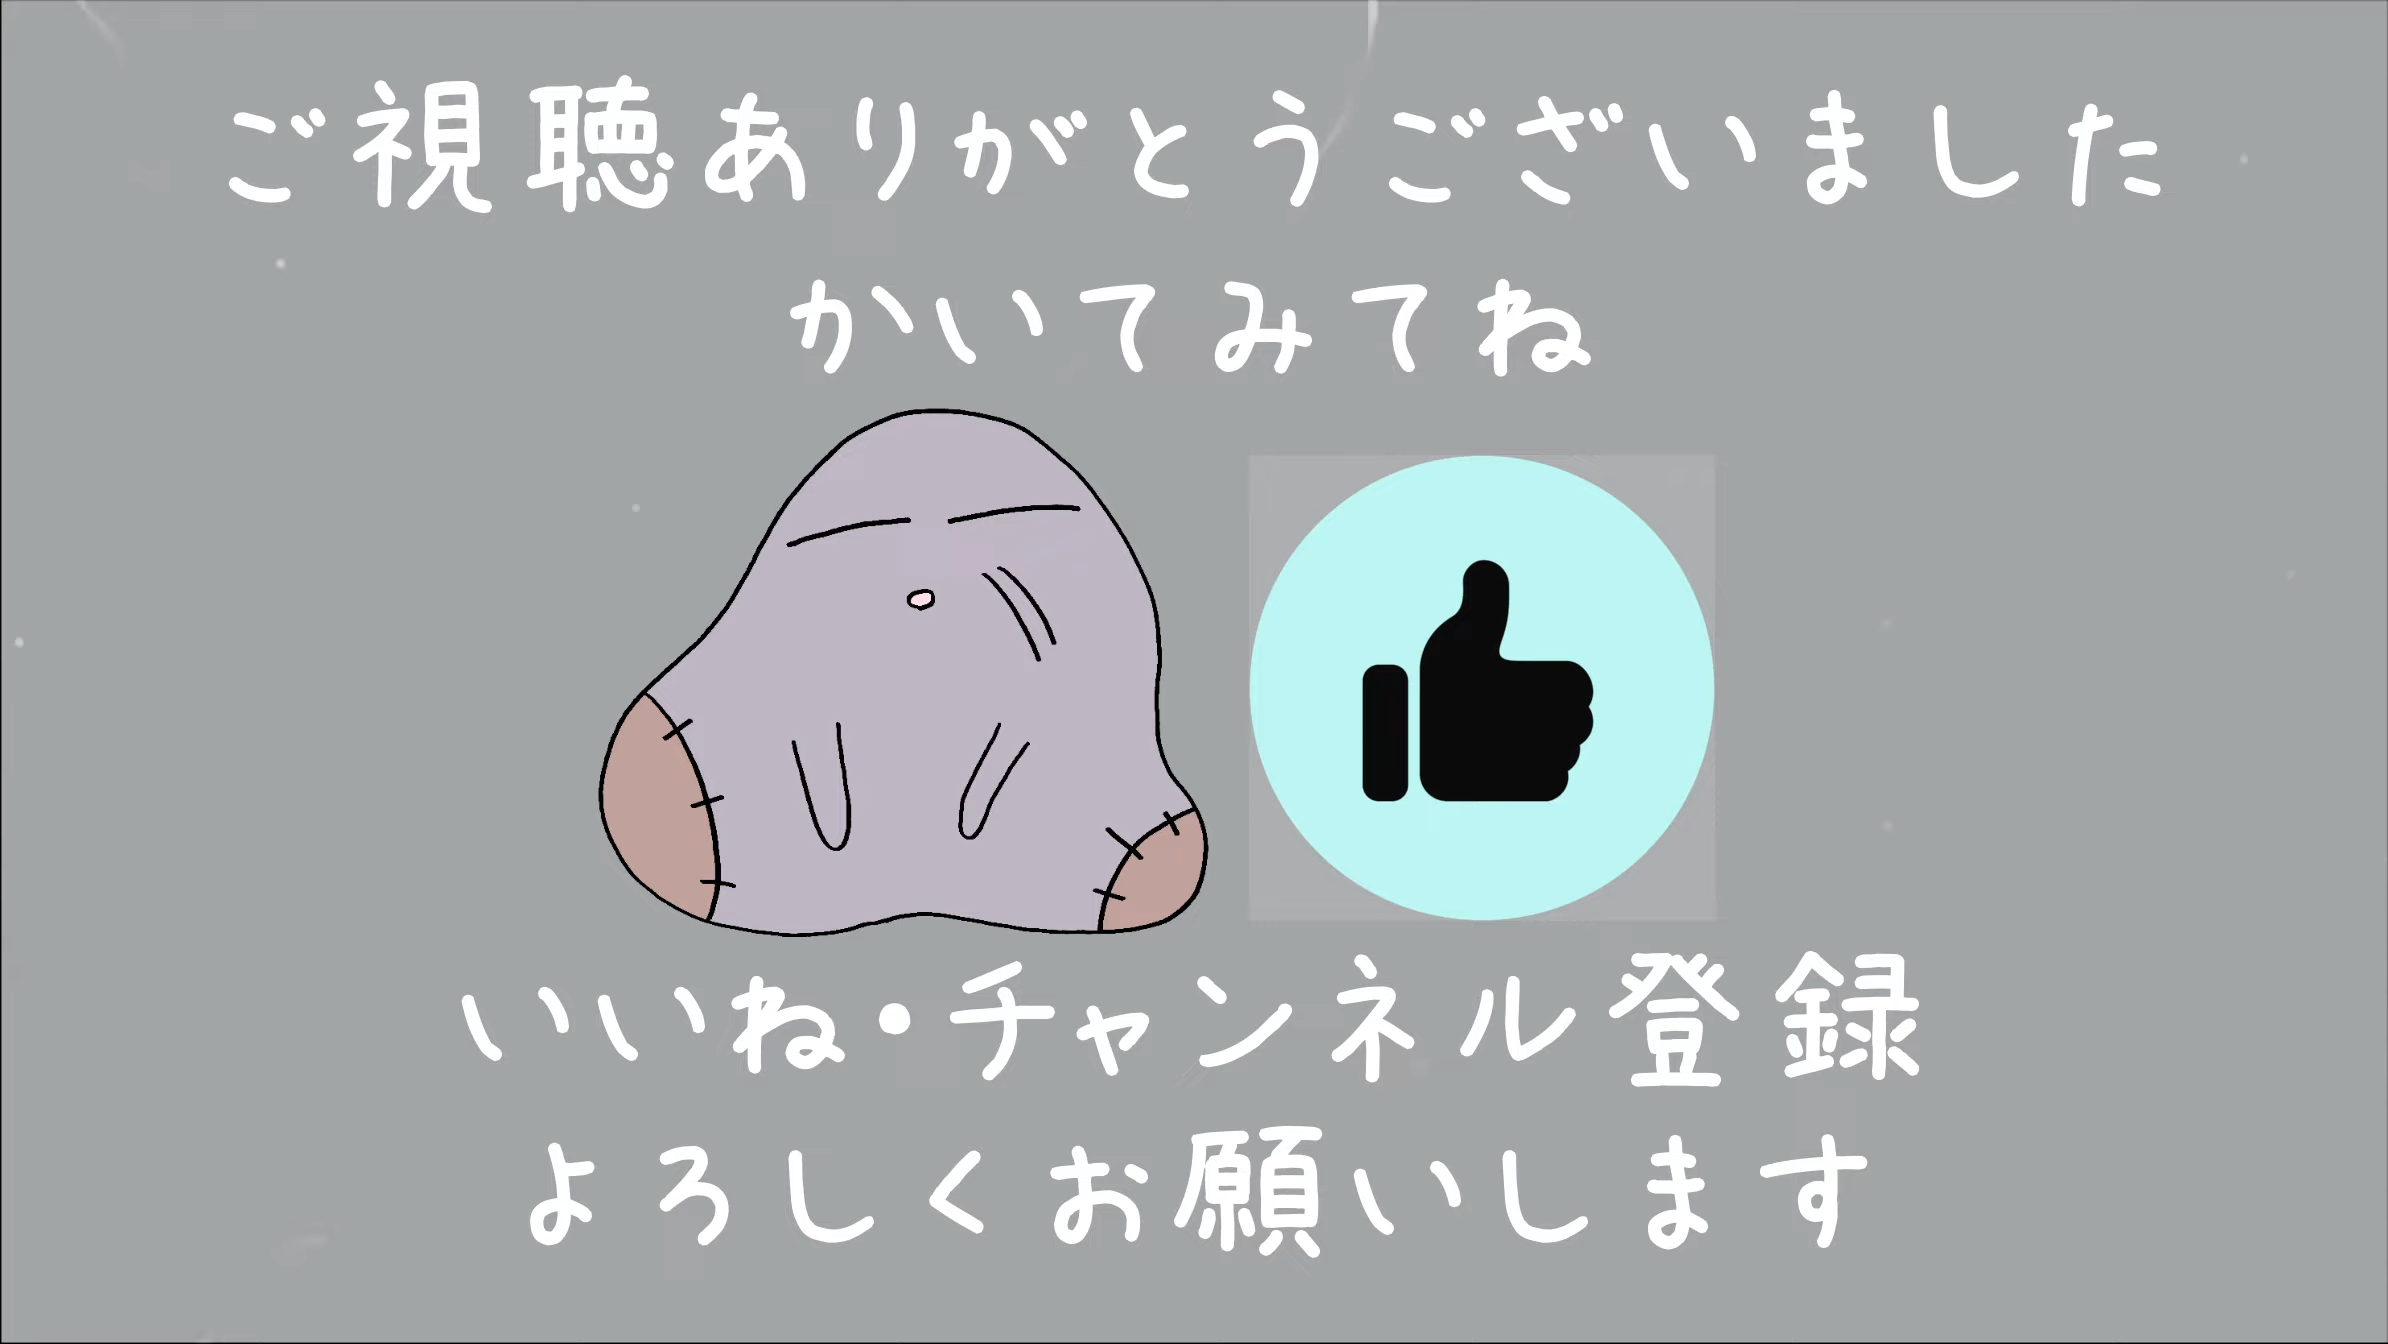 ご視聴ありがとうございました
かいてみてね
いいね・チャンネル登録
よろしくお願いします